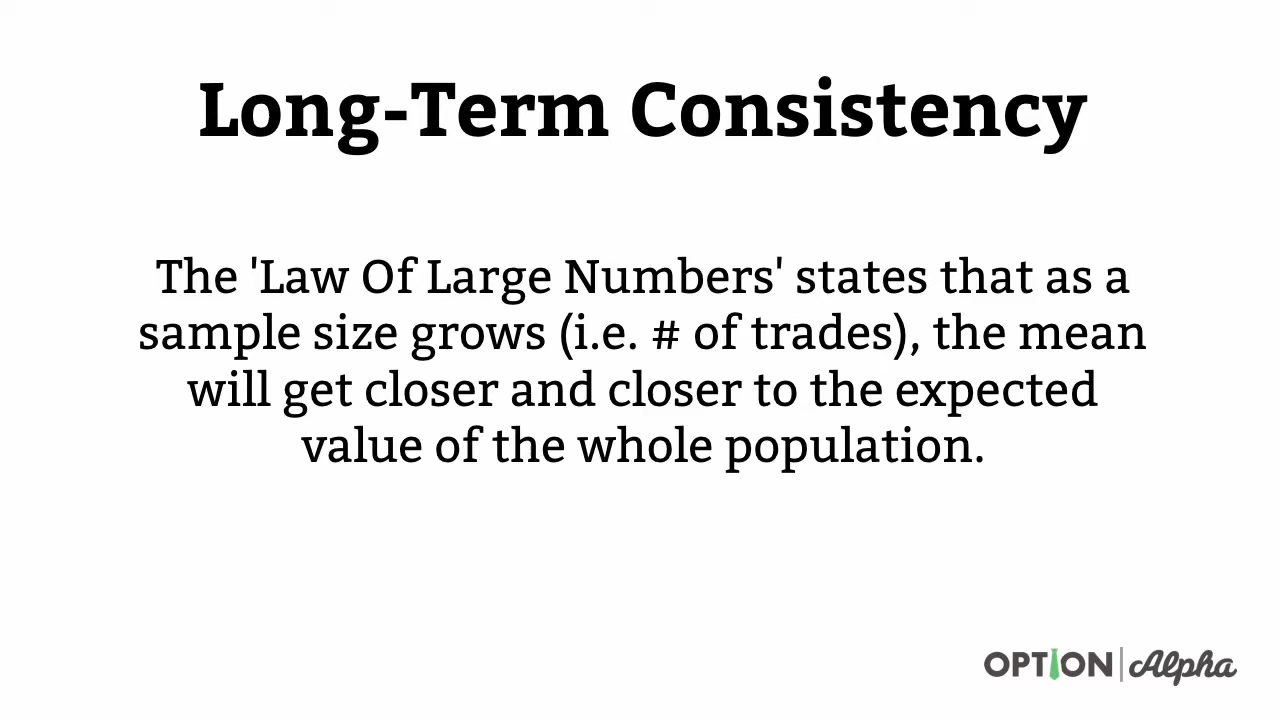 Long-Term Consistency
The 'Law Of Large Numbers' states that as a
sample size grows (i.e. # of trades), the mean
will get closer and closer to the expected
value of the whole population.
OPTION Alpha